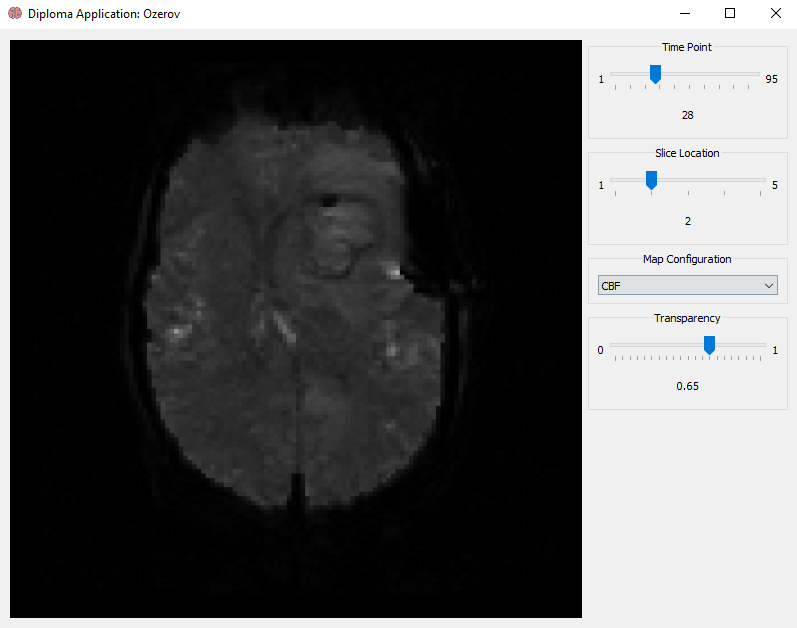 Diploma Application: Ozerov
Time Point
1 95
28
Slice Location
1 5
2
Map Configuration
CBF
Transparency
0 1
0.65